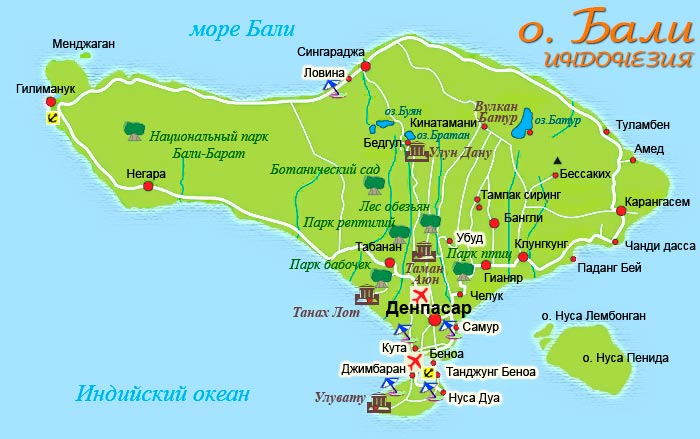 о. Бали
ИНДОНЕЗИЯ
море Бали
Менджаган
Гилиманук
Сингараджа
Ловина
оз.Буян
Кинатамани
Вулкан
Батур
оз.Батур
Туламбен
оз.Братан
Бедгул
Улун Дану
Амед
Национальный парк
Бали-Барат
Ботанический сад
Бессаких
Негара
Тампак сиринг
Лес обезьян
Карангасем
Парк рептилий
Бангли
Убуд
Клунгкунг
Чанди дасса
Табанан
Парк птиц
Парк бабочек
Таман
Аюн
Гианяр
Паданг Бей
Челук
Танах Лот
Денпасар
о. Нуса Лембонган
Самур
Кута
Беноа
о. Нуса Пенида
Джимбаран
Танджунг Беноа
Индийский океан
Улувату
Нуса Дуа